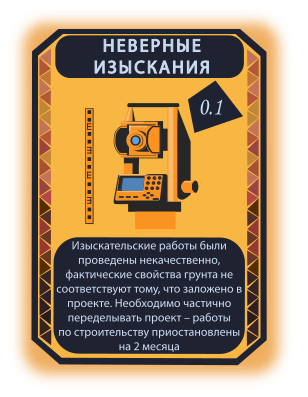 НЕВЕРНЫЕ
ИЗЫСКАНИЯ
0.1
Изыскательские работы были
проведены некачественно,
фактические свойства грунта не
соответствуют тому, что заложено в
проекте. Необходимо частично
переделывать проект – работы
по строительству приостановлены
на 2 месяца